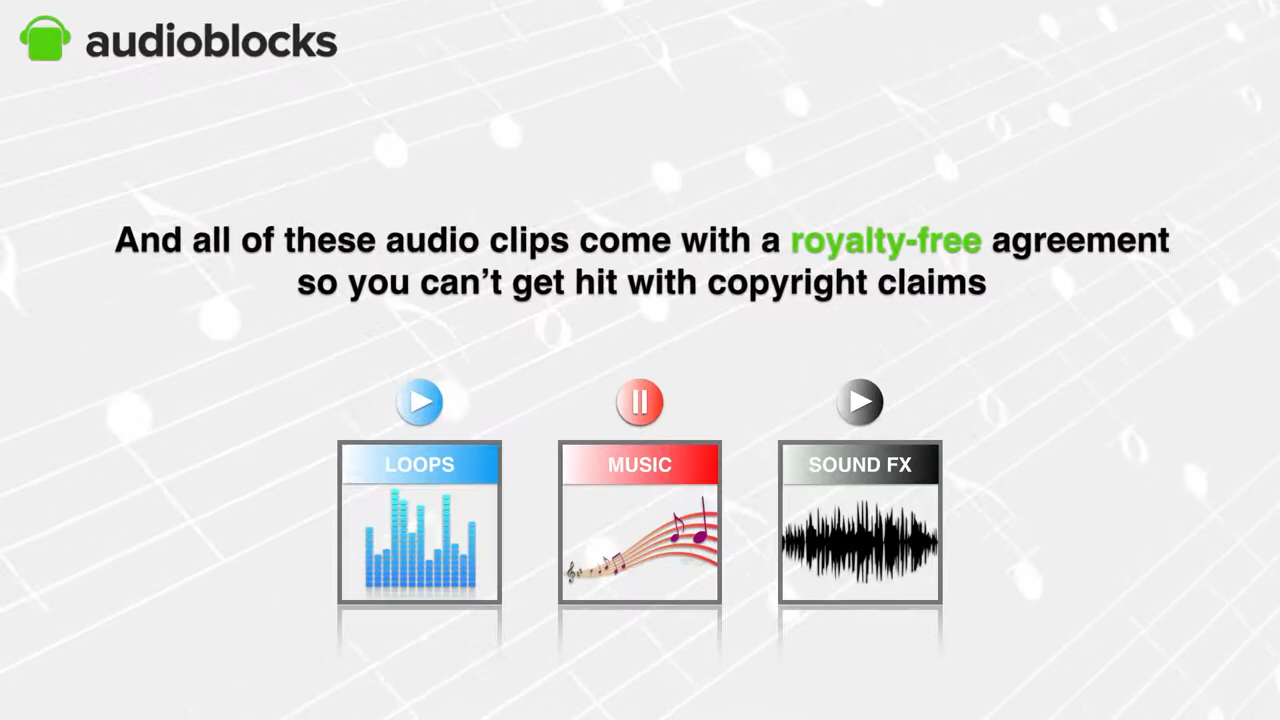 audioblocks
And all of these audio clips come with a royalty-free agreement
so you can't get hit with copyright claims
LOOPS
MUSIC
SOUND FX